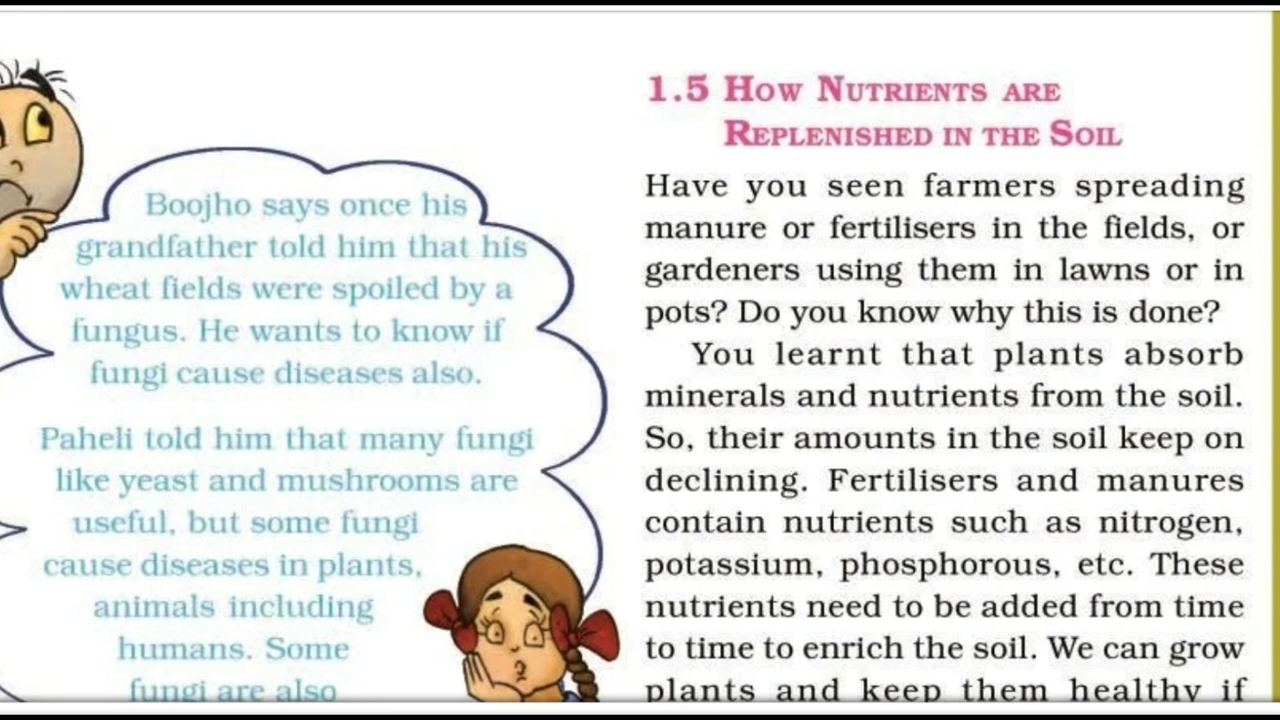 Boojho says once his
grandfather told him that his
wheat fields were spoiled by a
fungus. He wants to know if
fungi cause diseases also.
Paheli told him that many fungi
like yeast and mushrooms are
useful, but some fungi
cause diseases in plants,
animals including
humans. Some
fungi are also
1.5 HOW NUTRIENTS ARE
REPLENISHED IN THE SOIL
Have you seen farmers spreading
manure or fertilisers in the fields, or
gardeners using them in lawns or in
pots? Do you know why this is done?
You learnt that plants absorb
minerals and nutrients from the soil.
So, their amounts in the soil keep on
declining. Fertilisers and manures
contain nutrients such as nitrogen,
potassium, phosphorous, etc. These
nutrients need to be added from time
to time to enrich the soil. We can grow
plants and keep them healthy if